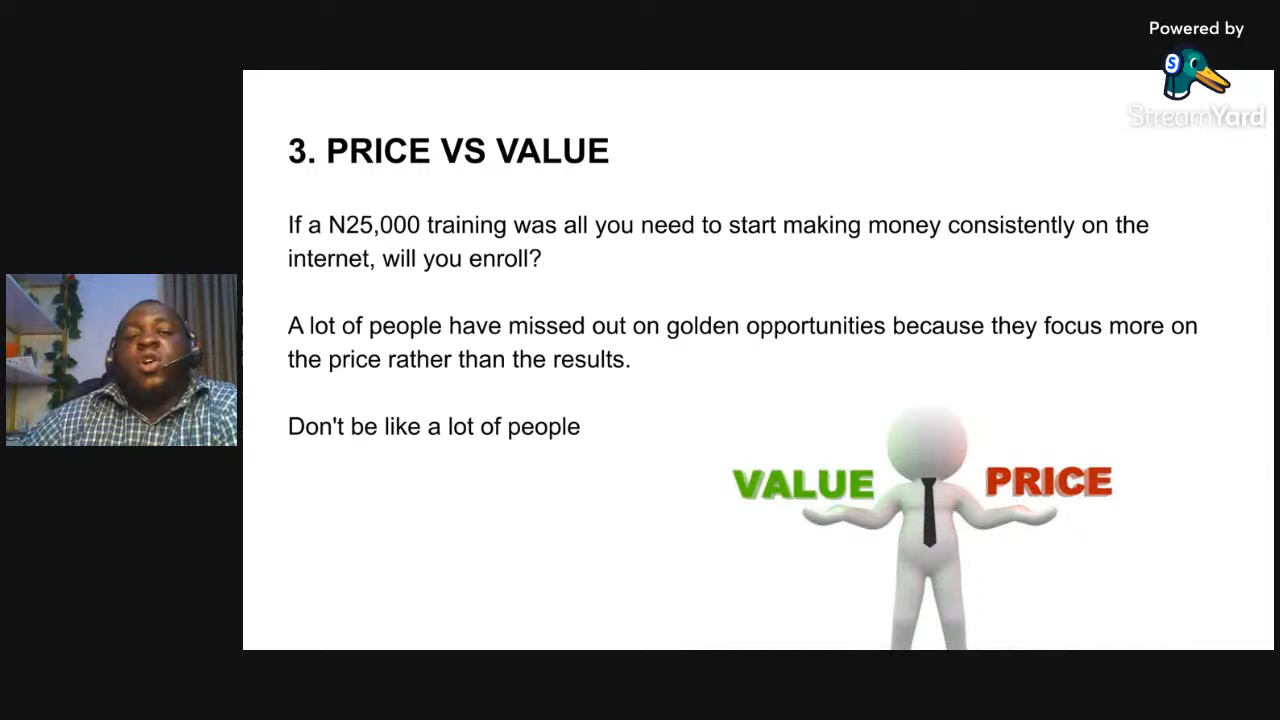 Powered by
S
StreamYard
3. PRICE VS VALUE
If a N25,000 training was all you need to start making money consistently on the
internet, will you enroll?
A lot of people have missed out on golden opportunities because they focus more on
the price rather than the results.
Don't be like a lot of people
VALUE
PRICE